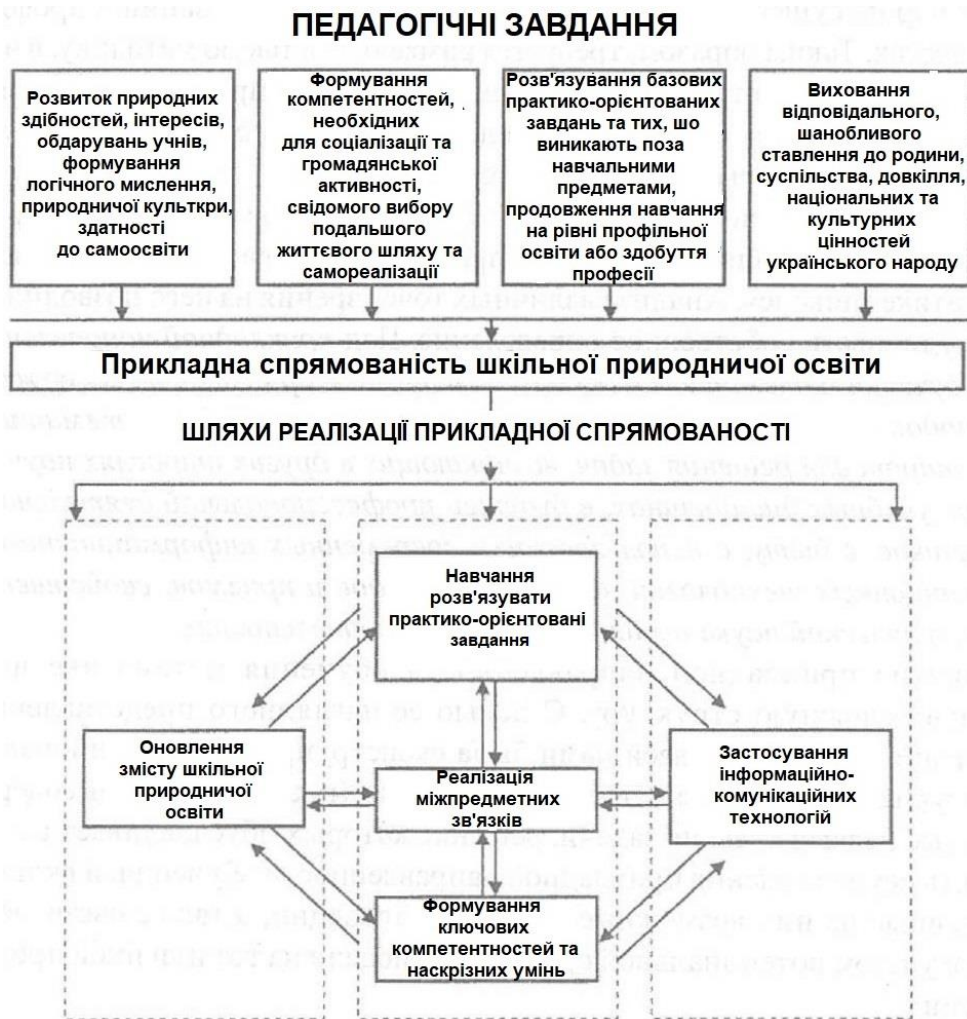 ПЕДАГОГІЧНІ ЗАВДАННЯ
Розвиток природних
здібностей, інтересів,
обдарувань учнів,
формування
логічного мислення,
природничої культкри,
здатності
до самоосвіти
Формування
компетентностей,
необхідних
для соціалізації та
громадянської
активності,
свідомого вибору
подальшого
життєвого шляху та
самореалізації
Розв'язування базових
практико-орієнтованих
завдань та тих, шо
виникають поза
навчальними
предметами,
продовження навчання
на рівні профільної
освіти або здобуття
професії
Виховання
відповідального,
шанобливого
ставлення до родини,
суспільства, довкілля,
національних та
культурних
цінностей
українського народу
Прикладна спрямованість шкільної природничої освіти
ШЛЯХИ РЕАЛІЗАЦІЇ ПРИКЛАДНОЇ СПРЯМОВАНОСТІ
Навчання
розв'язувати
практико-орієнтовані
завдання
Оновлення
змісту шкільної
природничої
освіти
Реалізація
міжпредметних
зв'язків
Застосування
інформаційно-
комунікаційних
технологій
Формування
ключових
компетентностей та
наскрізних умінь